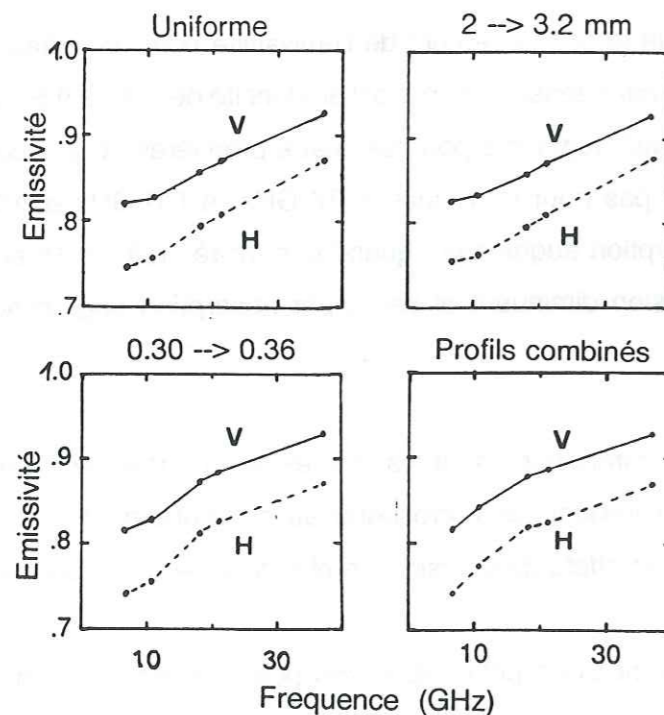 Uniforme
2 --> 3.2 mm
1.0
.9
.8
.7
Emissivité
V
H
V
H
0.30 --> 0.36
Profils combinés
1.0
.9
.8
.7
Emissivité
V
H
V
H
10
30
10
30
Frequence (GHz)